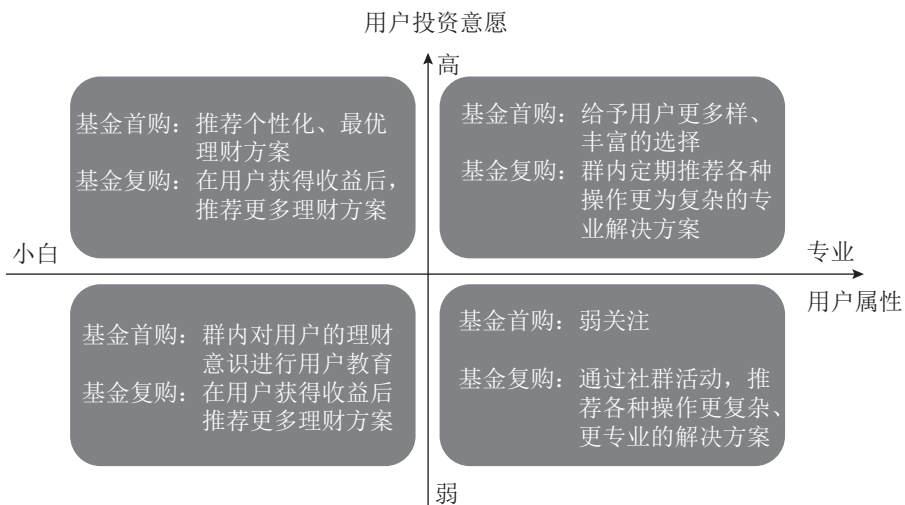 用户投资意愿
高
基金首购：推荐个性化、最优
理财方案
基金复购：在用户获得收益后，
推荐更多理财方案
基金首购：给予用户更多样、
丰富的选择
基金复购：群内定期推荐各种
操作更为复杂的专
业解决方案
小白
专业
用户属性
基金首购：群内对用户的理财
意识进行用户教育
基金复购：在用户获得收益后
推荐更多理财方案
基金首购：弱关注
基金复购：通过社群活动，推
荐各种操作更复杂、
更专业的解决方案
弱